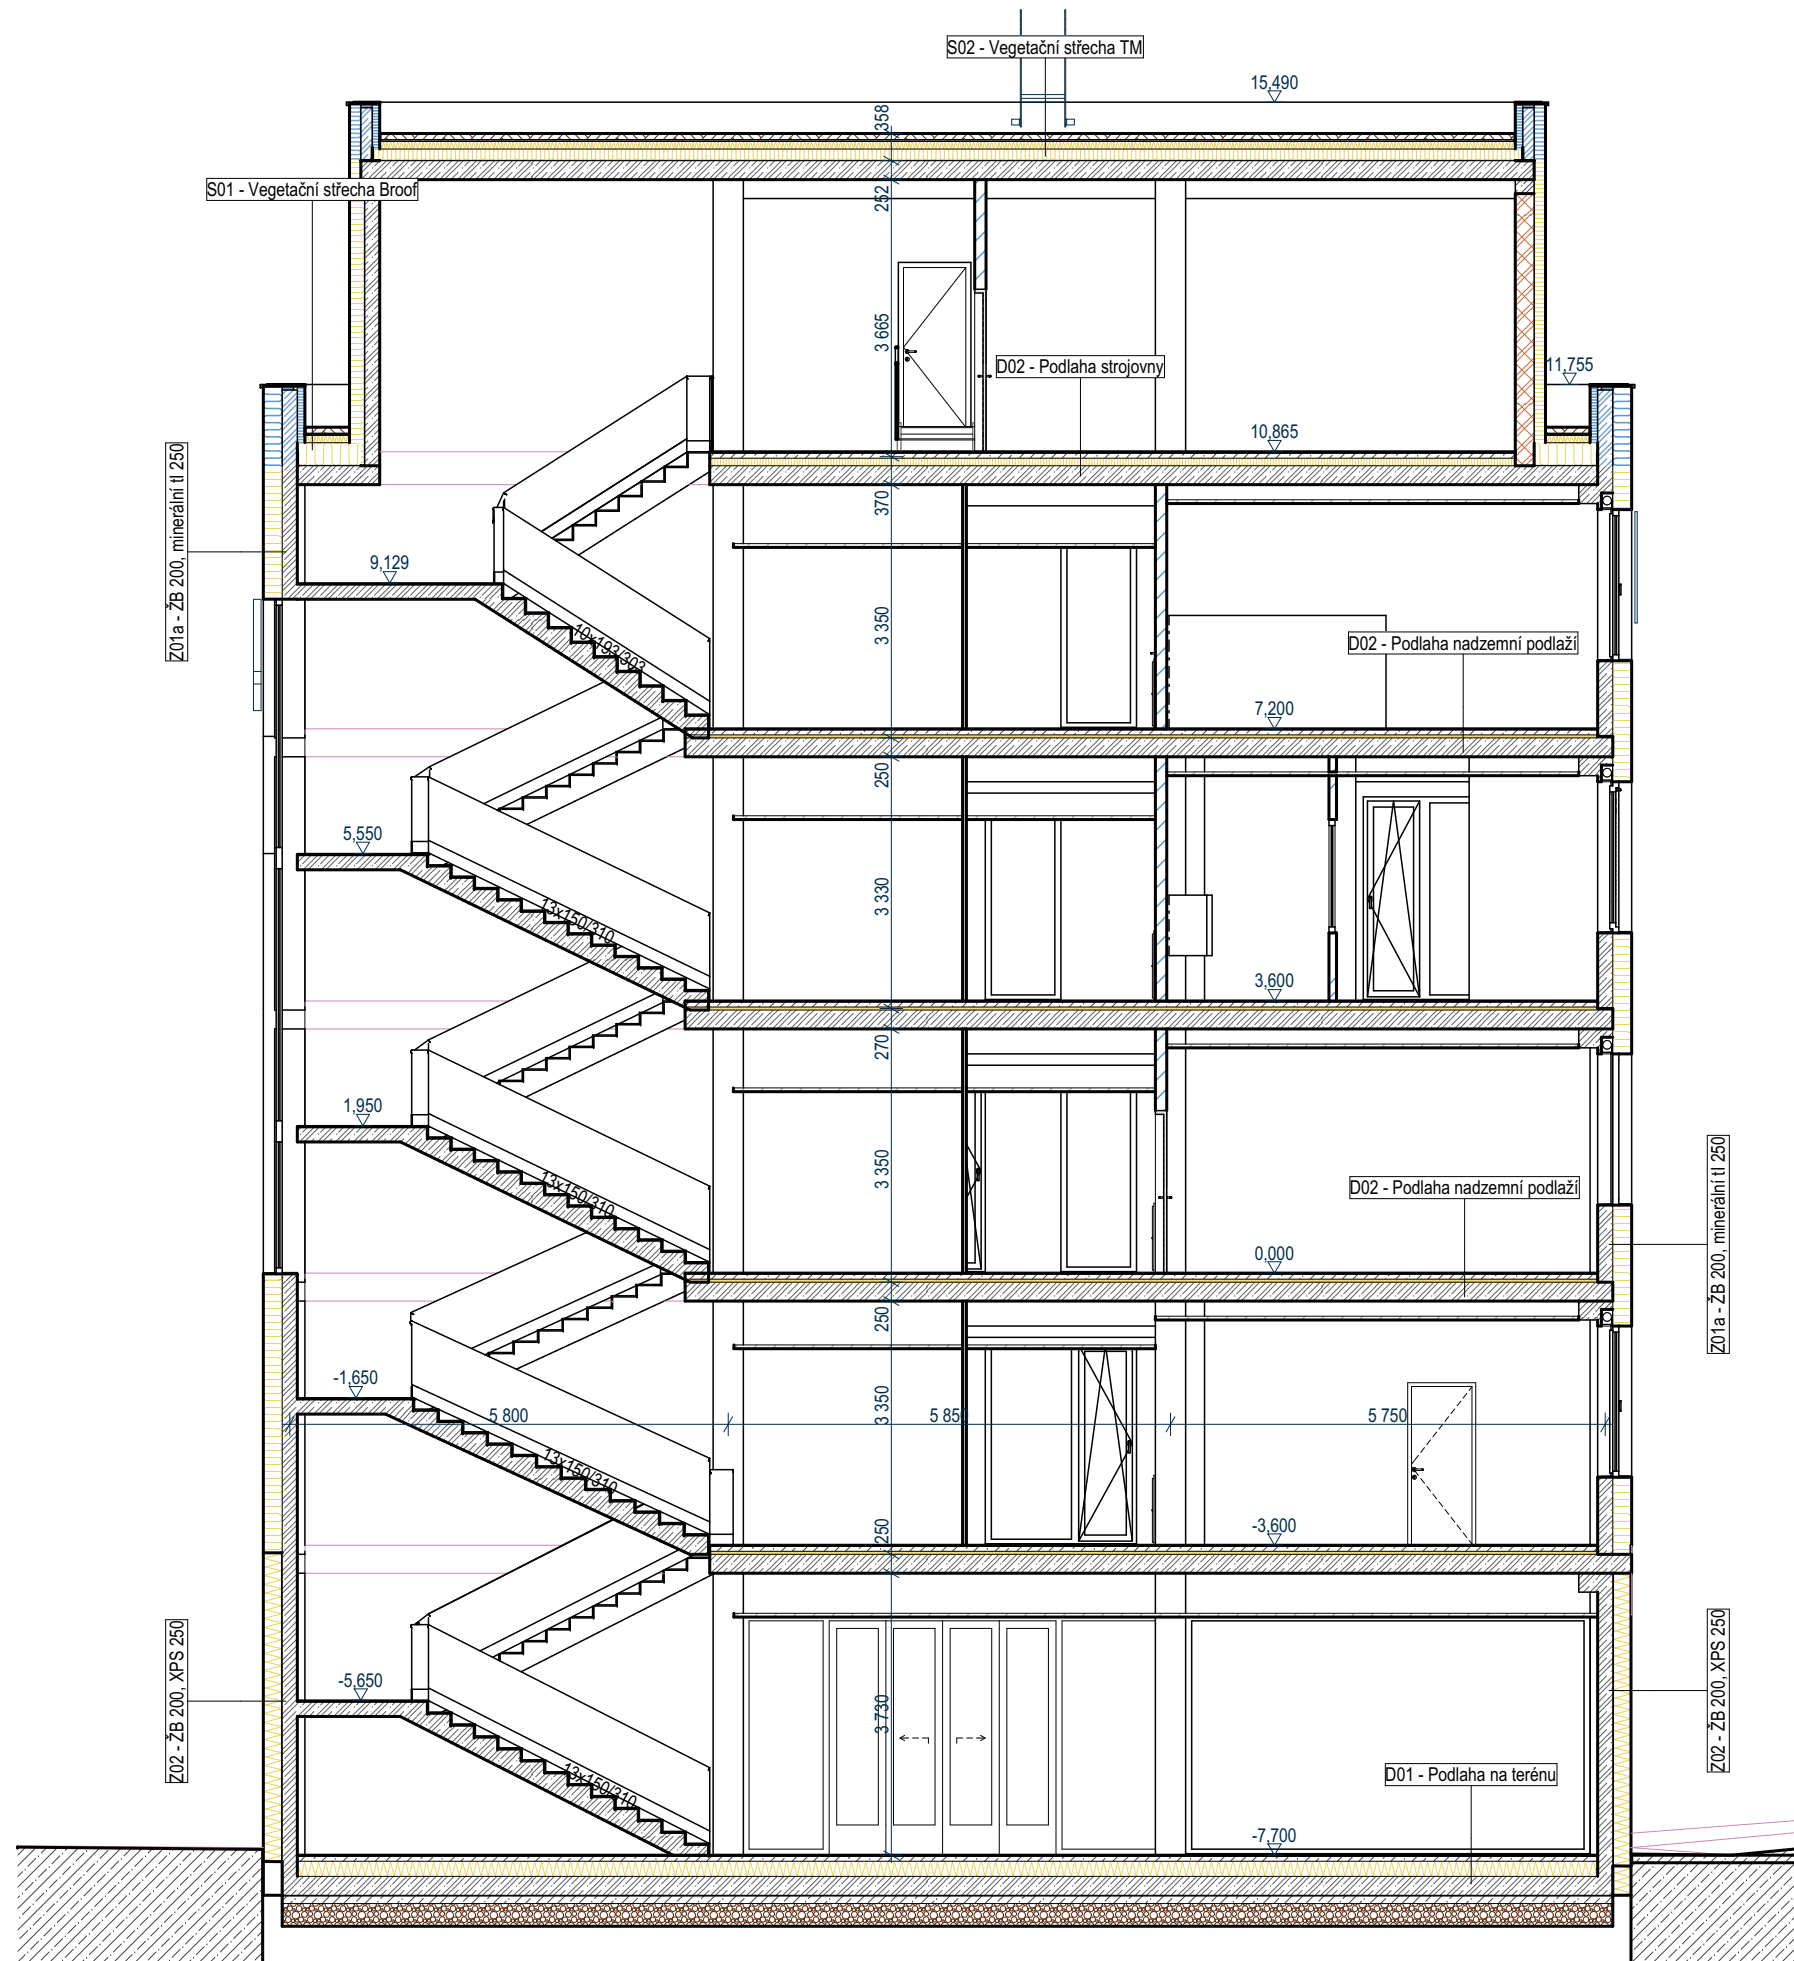 S02 - Vegetační střecha TM
15,490
358
S01 - Vegetační střecha Broof
252
3 665
D02 - Podlaha strojovny
11,755
10,865
370
Z01a - ŽB 200, minerální tl 250
9,129
3 350
10x193/303
D02 - Podlaha nadzemní podlaží
7,200
250
5,550
3 330
13x150/310
3,600
270
1,950
3 350
13x150/310
D02 - Podlaha nadzemní podlaží
Z01a - ŽB 200, minerální tl 250
0,000
250
-1,650
3 350
5 800
5 850
5 750
13x150/310
-3,600
250
Z02 - ŽB 200, XPS 250
Z02 - ŽB 200, XPS 250
-5,650
3 730
13x150/310
D01 - Podlaha na terénu
-7,700